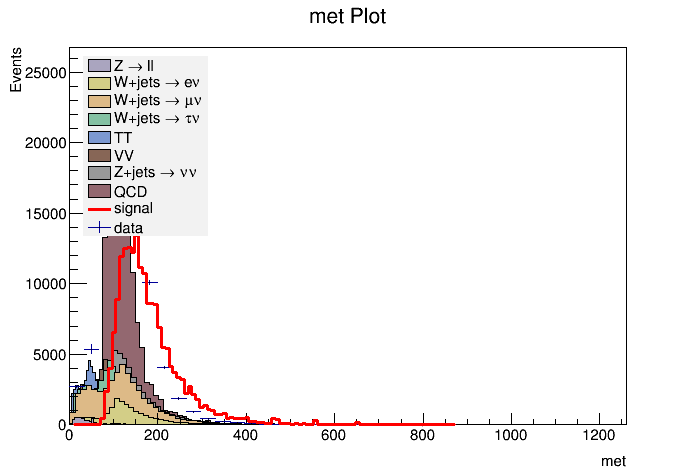 met Plot
Events
25000
20000
15000
10000
5000
0
Z → ll
W+jets → eν
W+jets → μν
W+jets → τν
TT
VV
Z+jets → νν
QCD
signal
data
0 200 400 600 800 1000 1200
met